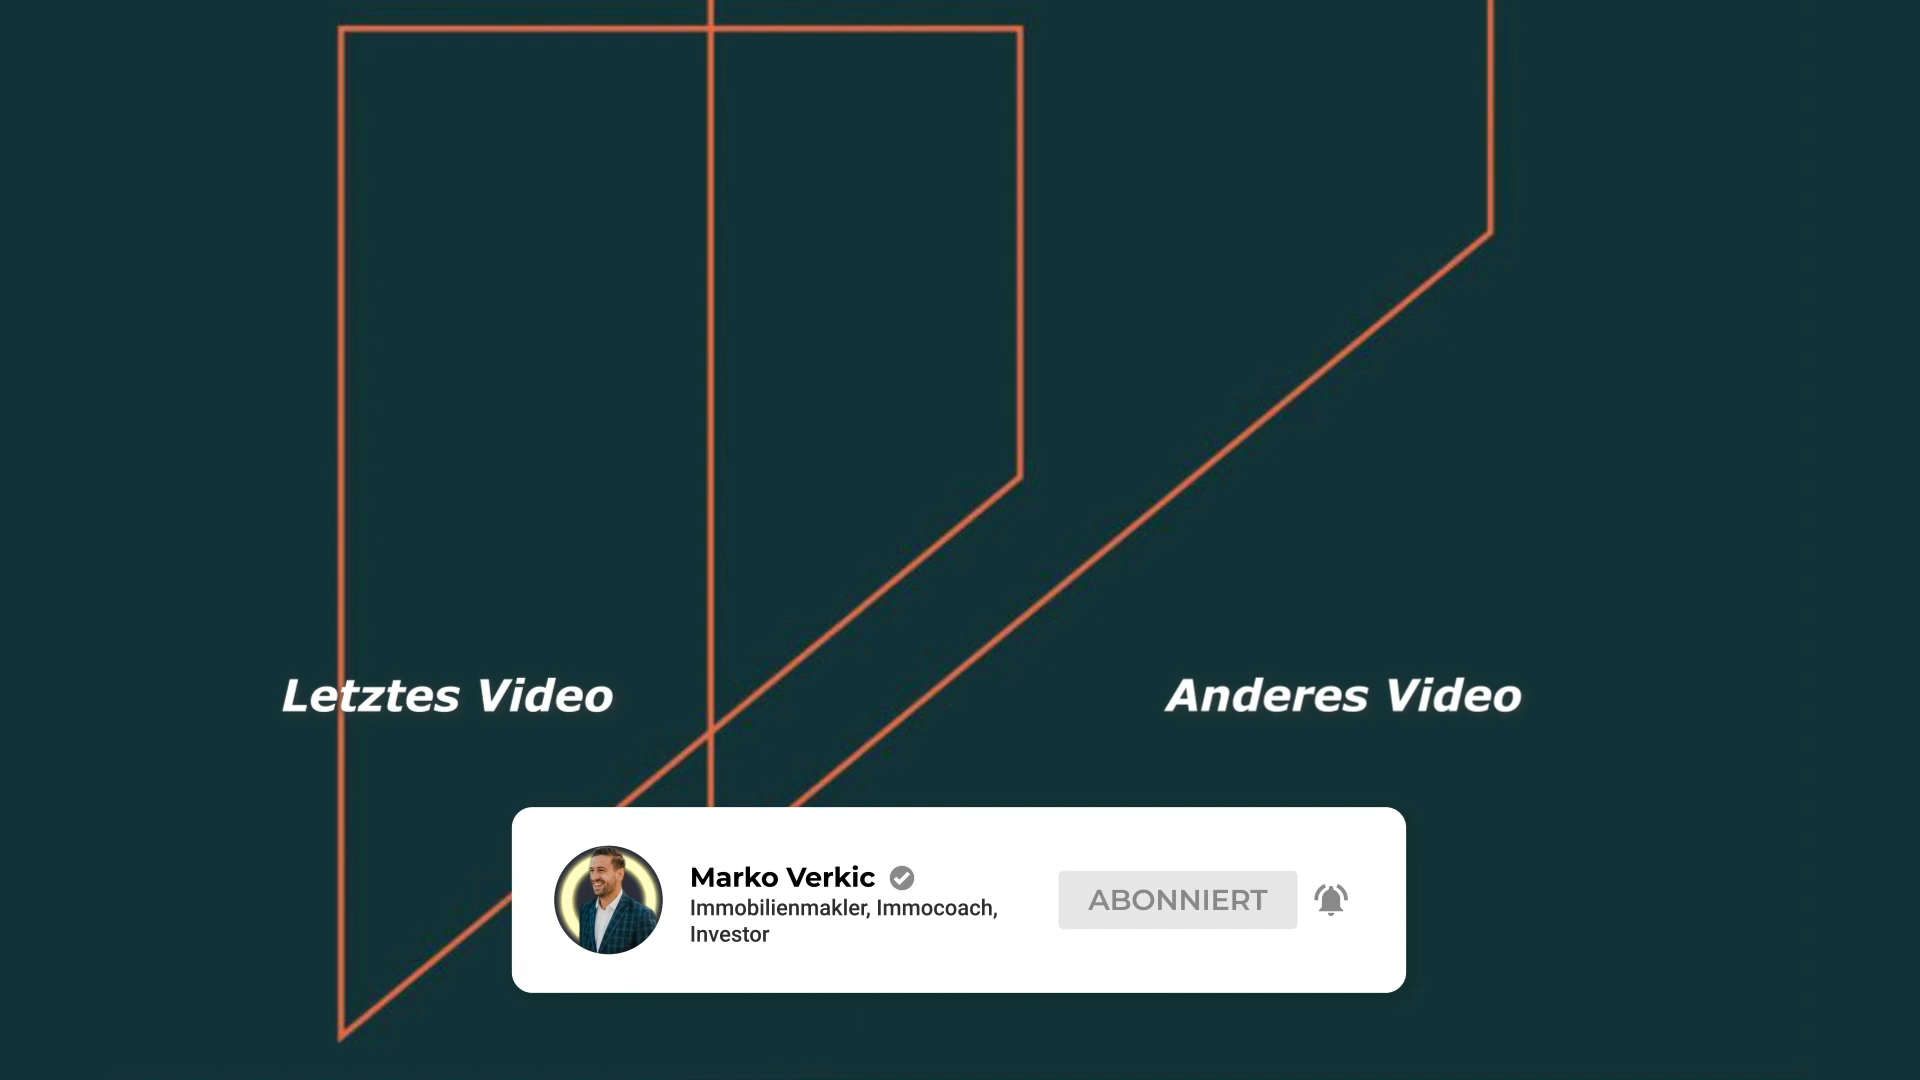 Letztes Video
Anderes Video
Marko Verkic
Immobilienmakler, Immocoach,
Investor
ABONNIERT